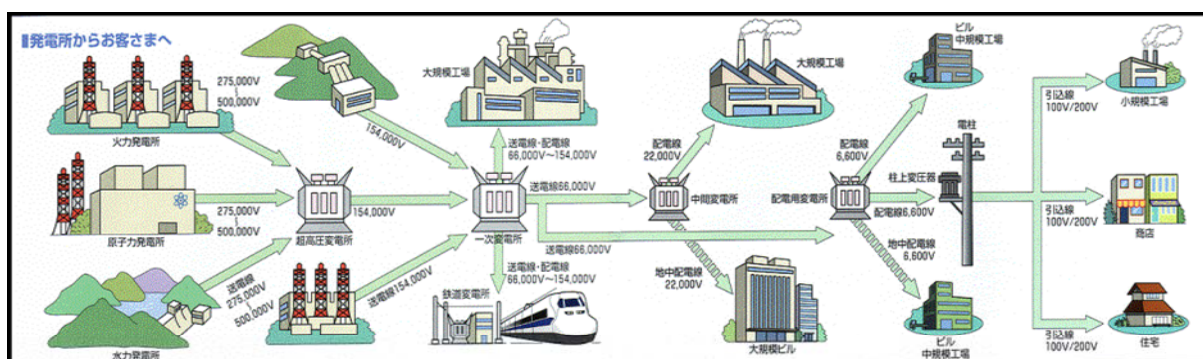 ■発電所からお客さまへ
275,000V
〜
500,000V
火力発電所
154,000V
大規模工場
送電線・配電線
66,000V〜154,000V
大規模工場
配電線
22,000V
ビル
中規模工場
配電線
6,600V
電柱
柱上変圧器
引込線
100V/200V
小規模工場
原子力発電所
275,000V
〜
500,000V
超高圧変電所
154,000V
一次変電所
送電線66,000V
中間変電所
送電線66,000V
配電用変電所
配電線6,600V
引込線
100V/200V
商店
水力発電所
送電線
275,000V
〜
500,000V
送電線154,000V
送電線・配電線
66,000V〜154,000V
鉄道変電所
地中配電線
22,000V
大規模ビル
地中配電線
6,600V
ビル
中規模工場
引込線
100V/200V
住宅